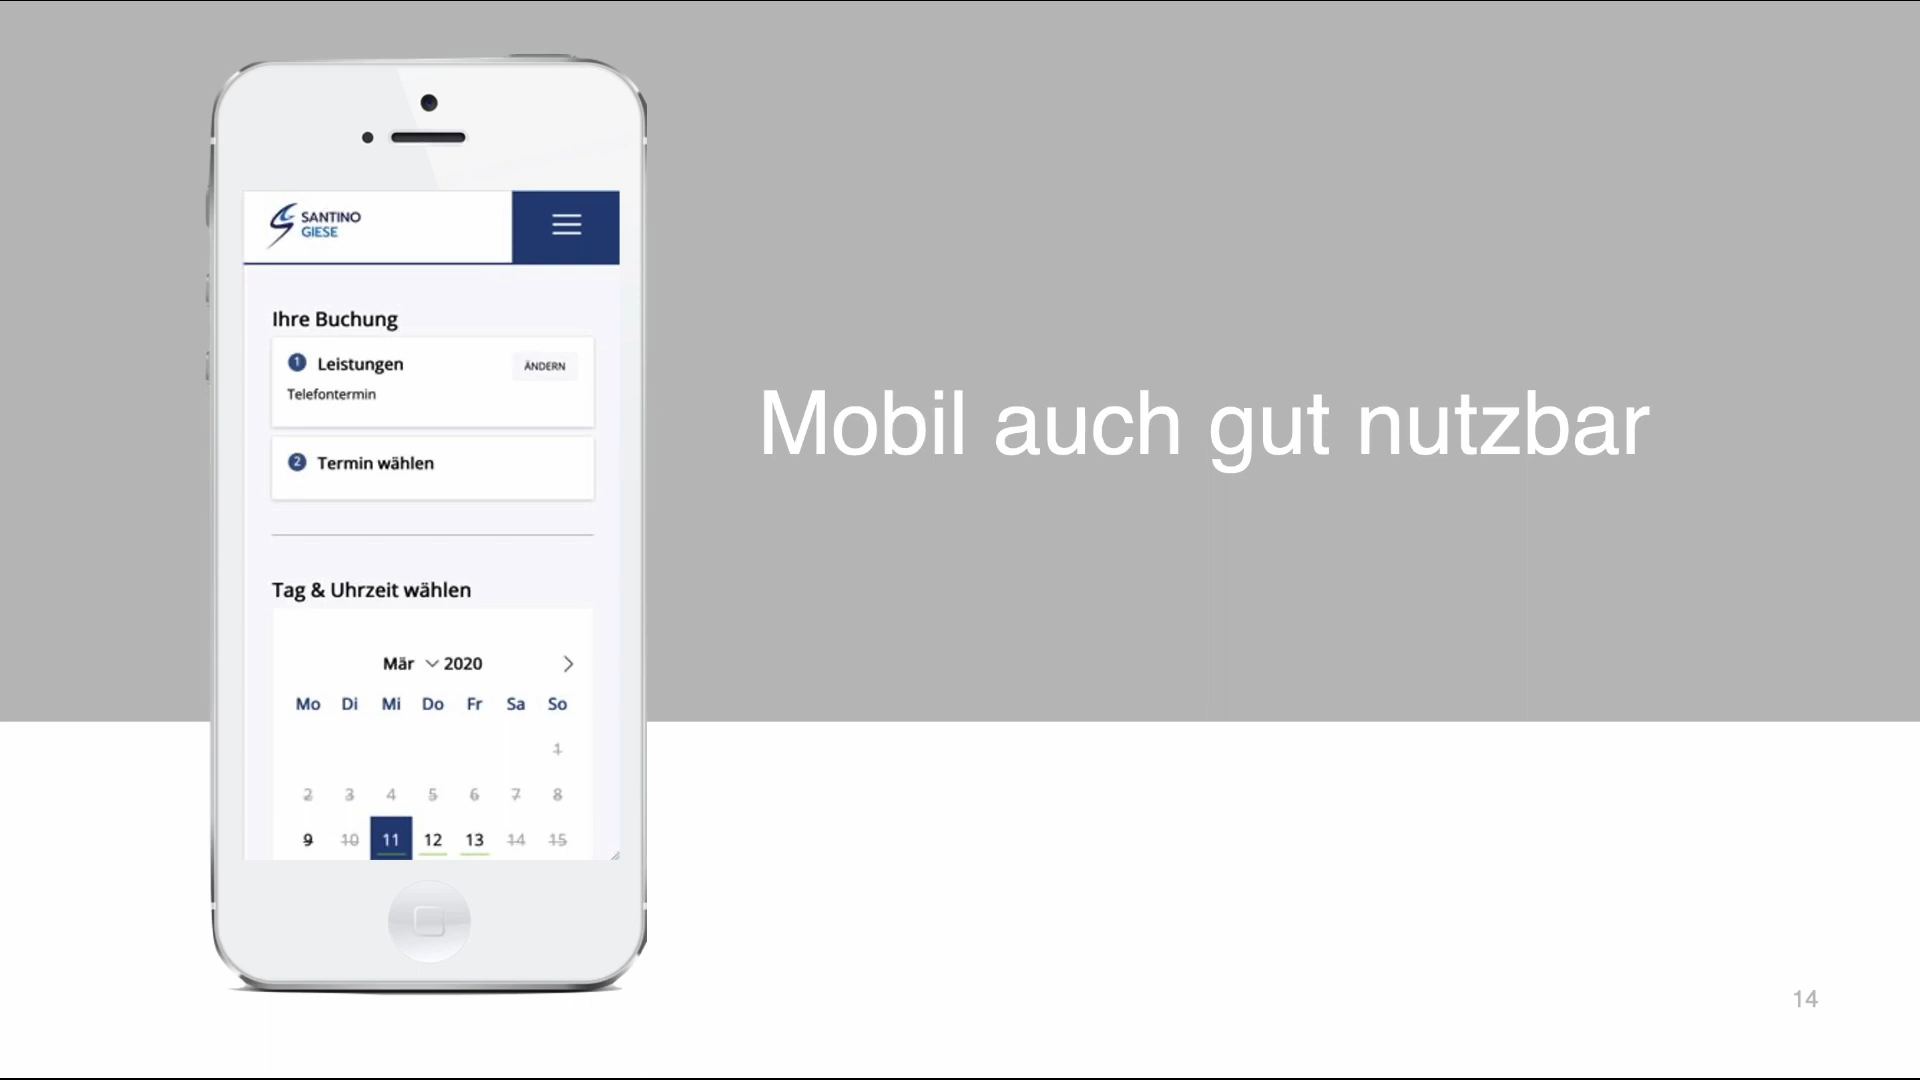 SANTINO
GIESE
Ihre Buchung
1 Leistungen ÄNDERN
Telefontermin
2 Termin wählen
Tag & Uhrzeit wählen
Mär 2020
Mo Di Mi Do Fr Sa So
1
2 3 4 5 6 7 8
9 10 11 12 13 14 15
Mobil auch gut nutzbar
14